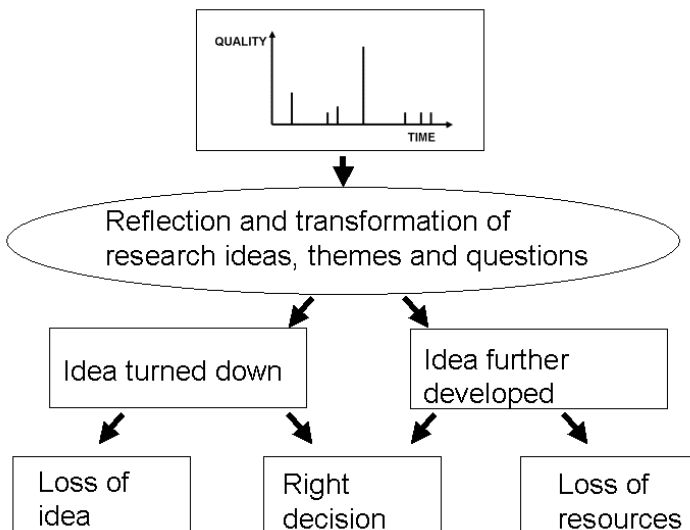 QUALITY
TIME
Reflection and transformation of
research ideas, themes and questions
Idea turned down
Idea further
developed
Loss of
idea
Right
decision
Loss of
resources